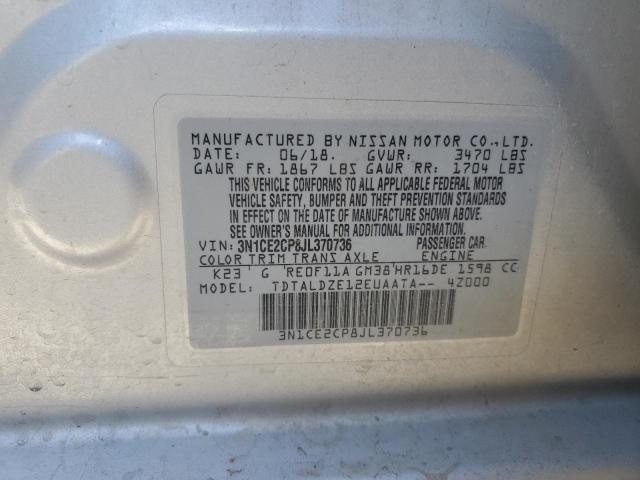 MANUFACTURED BY NISSAN MOTOR CO.,LTD.
DATE: 06/18. GVWR: 3470 LBS
GAWR FR: 1867 LBS GAWR RR: 1704 LBS
THIS VEHICLE CONFORMS TO ALL APPLICABLE FEDERAL MOTOR
VEHICLE SAFETY, BUMPER AND THEFT PREVENTION STANDARDS
IN EFFECT ON THE DATE OF MANUFACTURE SHOWN ABOVE.
SEE OWNER'S MANUAL FOR ADDITIONAL INFORMATION.
VIN: 3N1CE2CP8JL370736 PASSENGER CAR.
COLOR TRIM TRANS AXLE ENGINE
K23 G RE0F11A GM38 HR16DE 1598 CC
MODEL: TDTALDZE12EUAATA-- 4Z000
3N1CE2CP8JL370736